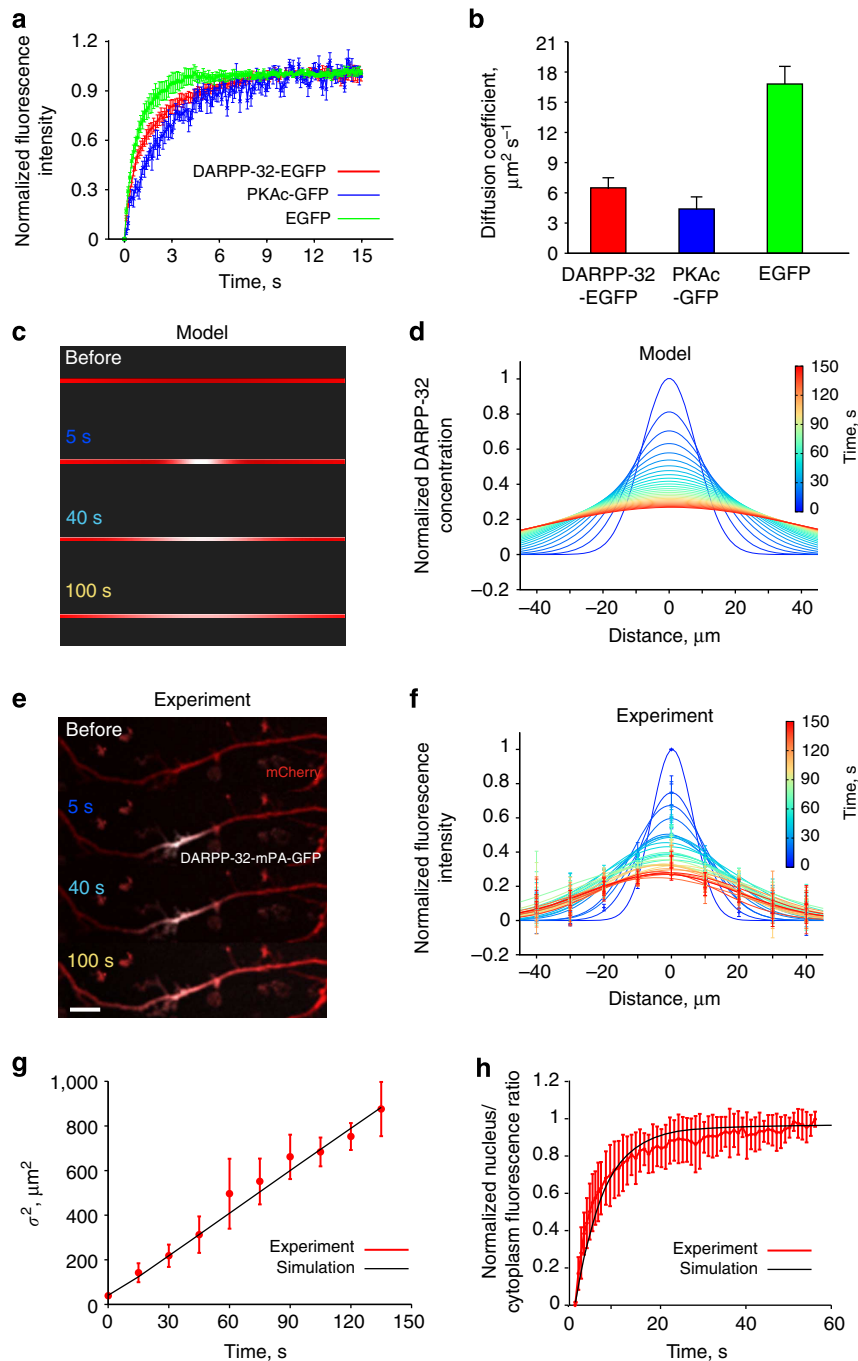 a
1.2
0.9
0.6
0.3
0
Normalized fluorescence
intensity
DARPP-32-EGFP
PKAc-GFP
EGFP
0 3 6 9 12 15
Time, s
b
21
18
15
12
9
6
3
0
Diffusion coefficient,
μm² s⁻¹
DARPP-32
-EGFP
PKAc
-GFP
EGFP
c
Model
Before
5 s
40 s
100 s
d
Model
1
0.8
0.6
0.4
0.2
0
−0.2
Normalized DARPP-32
concentration
−40 −20 0 20 40
Distance, μm
150
120
90
60
30
0
Time, s
e
Experiment
Before
mCherry
5 s
DARPP-32-mPA-GFP
40 s
100 s
f
Experiment
1
0.8
0.6
0.4
0.2
0
−0.2
Normalized fluorescence
intensity
−40 −20 0 20 40
Distance, μm
150
120
90
60
30
0
Time, s
g
1,000
800
600
400
200
0
σ², μm²
Experiment
Simulation
0 30 60 90 120 150
Time, s
h
1.2
1
0.8
0.6
0.4
0.2
0
Normalized nucleus/
cytoplasm fluorescence ratio
Experiment
Simulation
0 20 40 60
Time, s